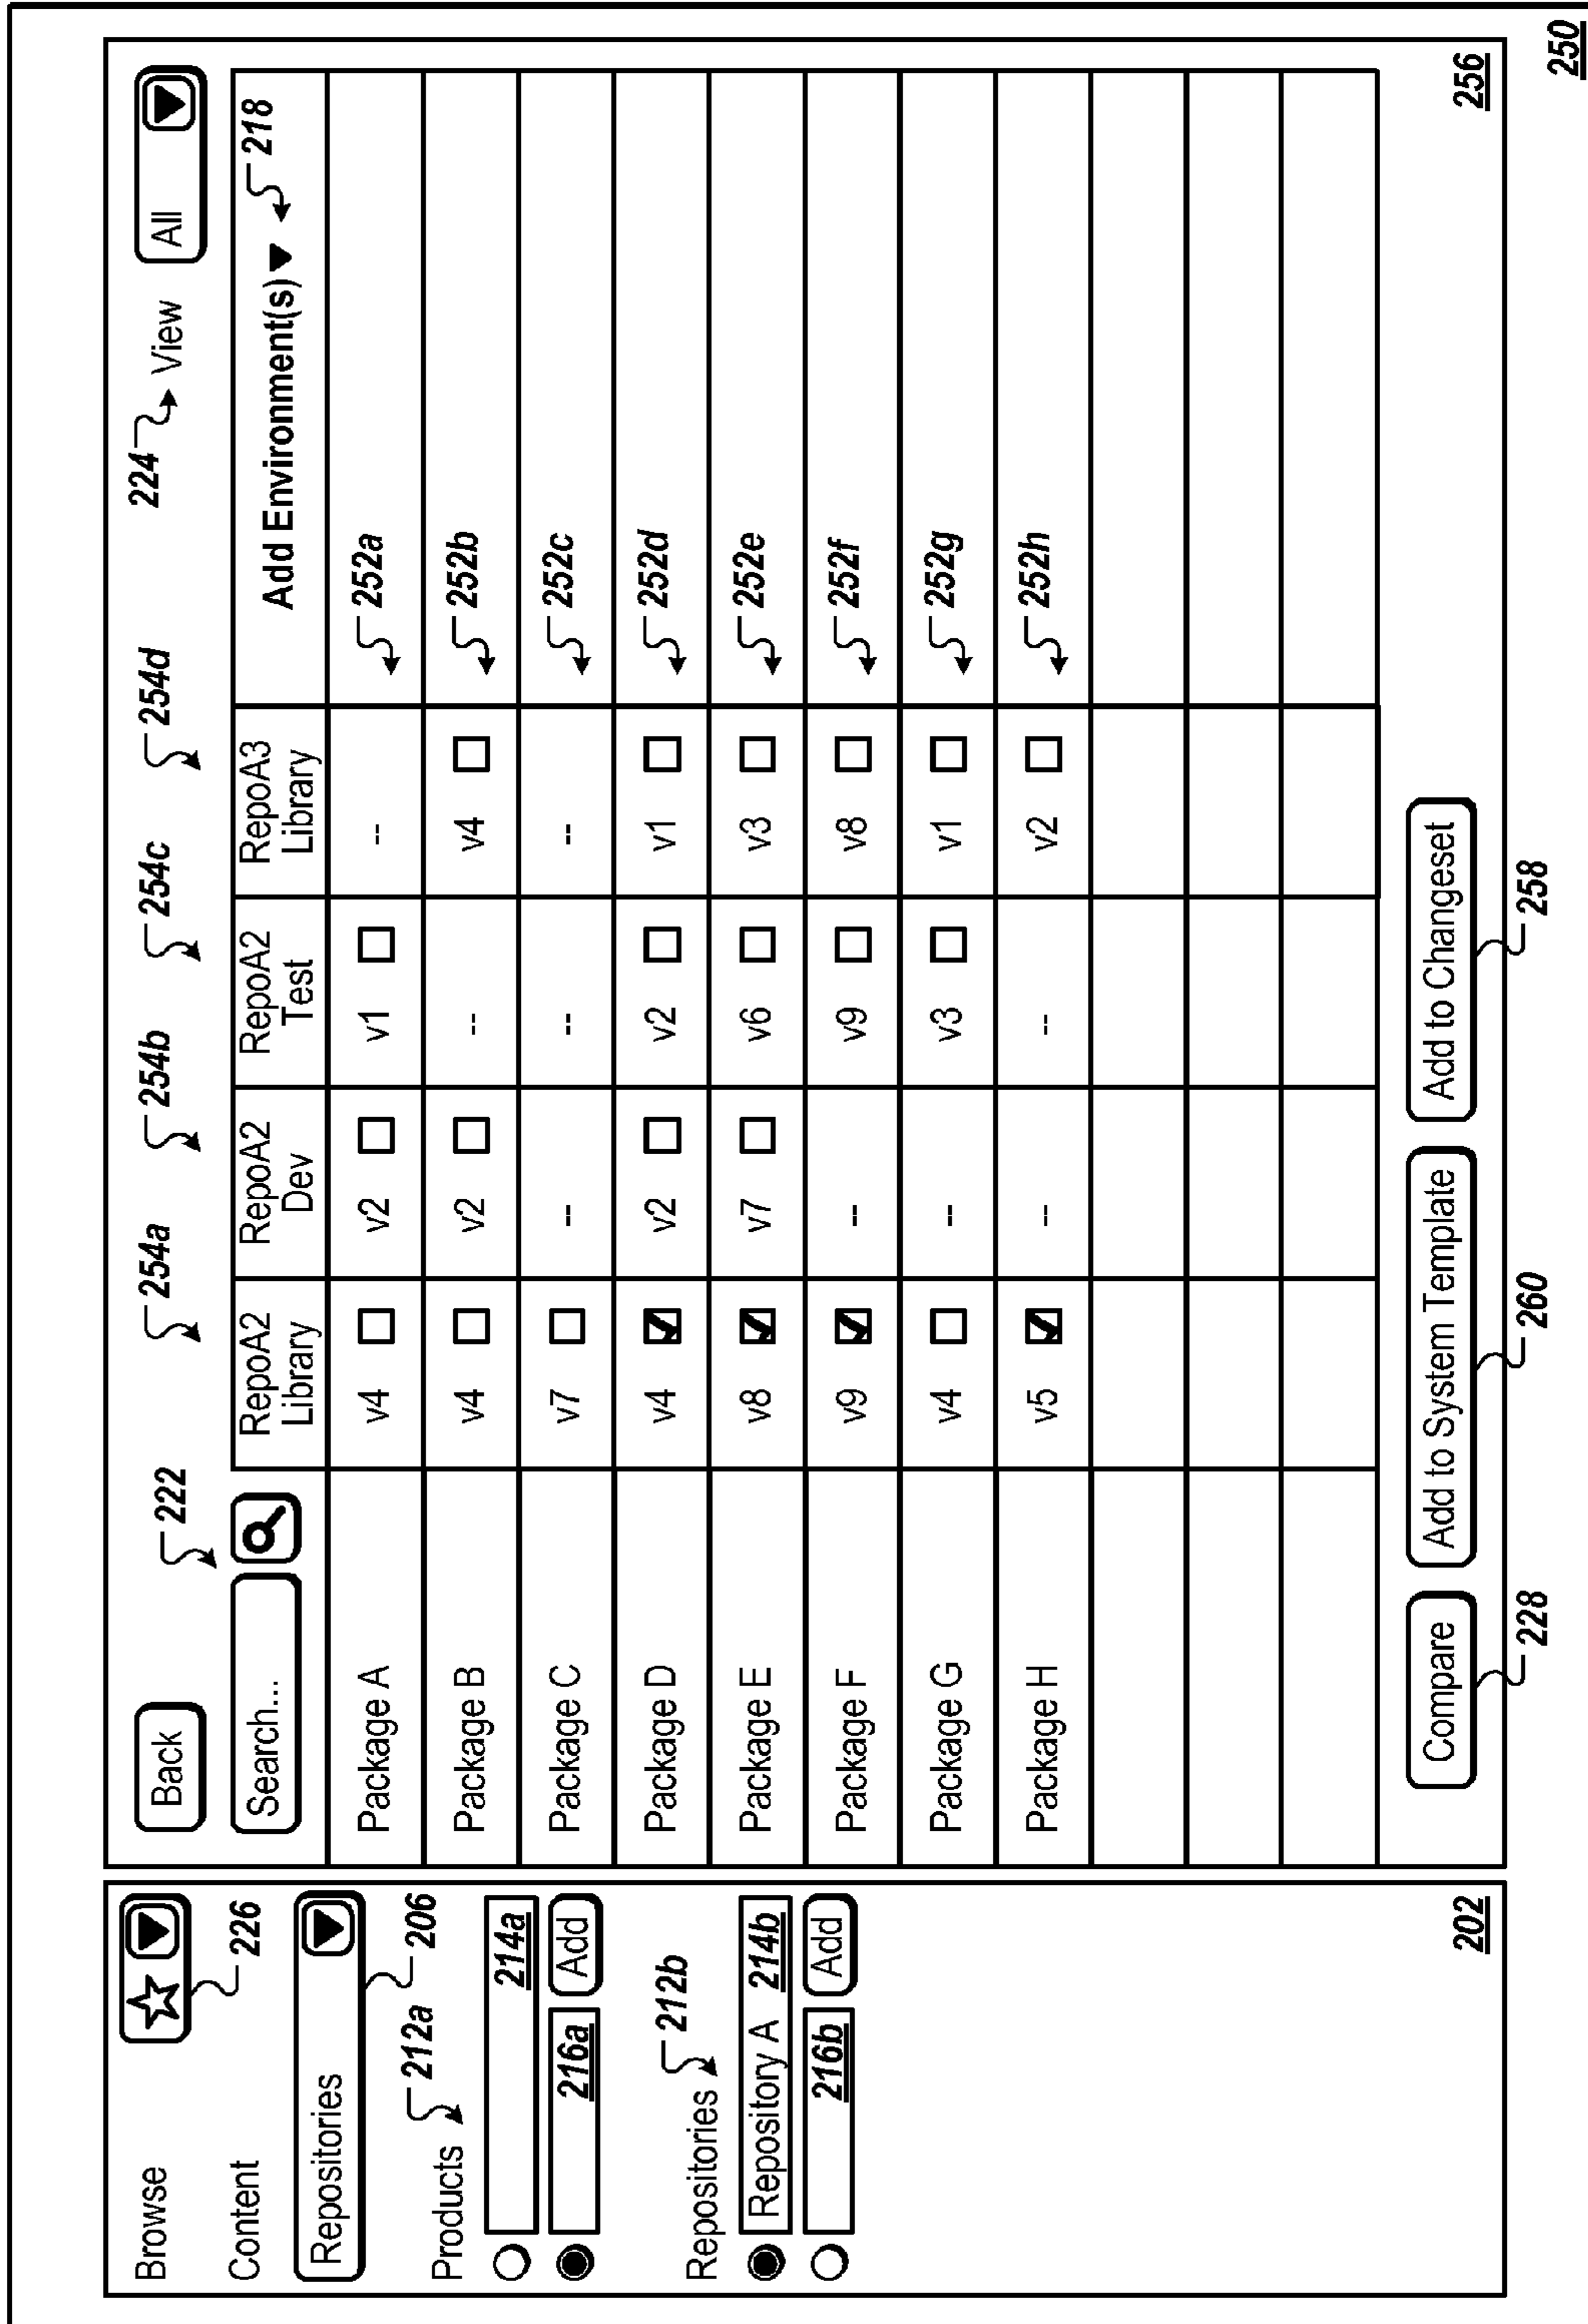 Browse
226
Content
Repositories
206
Products 212a
214a
216a Add
Repositories 212b
Repository A 214b
216b Add
202
Back
222
254a 254b 254c 254d
224 View All
Search... RepoA2 Library RepoA2 Dev RepoA2 Test RepoA3 Library Add Environment(s) 218
Package A v4 v2 v1 -- 252a
Package B v4 v2 -- v4 252b
Package C v7 -- -- -- 252c
Package D v4 v2 v2 v1 252d
Package E v8 v7 v6 v3 252e
Package F v9 -- v9 v8 252f
Package G v4 -- v3 v1 252g
Package H v5 -- -- v2 252h
Compare Add to System Template Add to Changeset
256
228 260 258
250